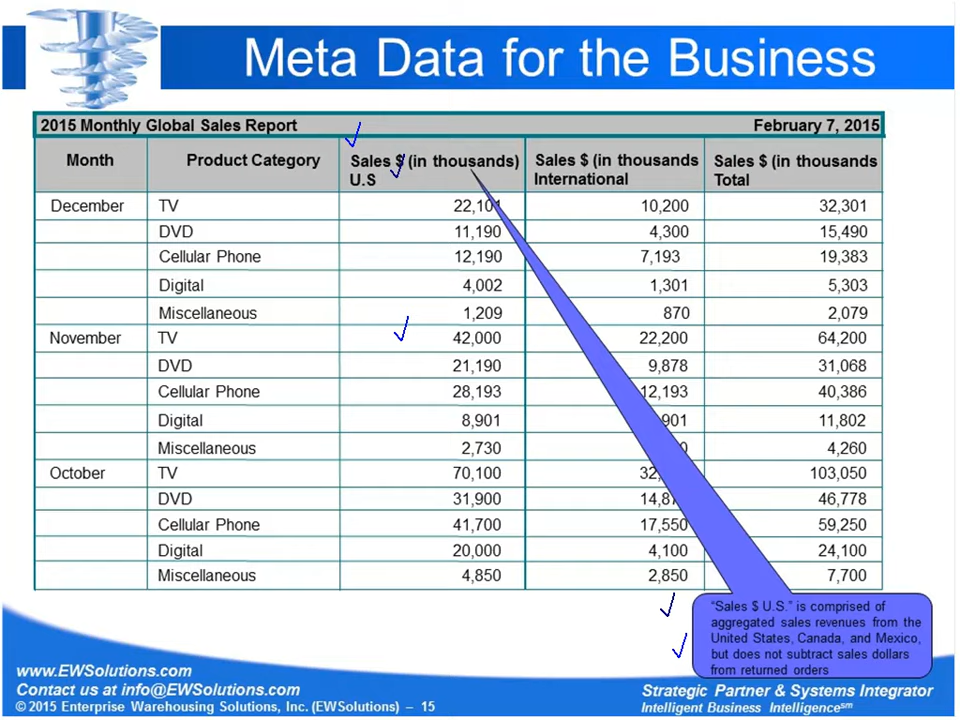 Meta Data for the Business
2015 Monthly Global Sales Report February 7, 2015
Month Product Category Sales $ (in thousands) U.S Sales $ (in thousands International Sales $ (in thousands Total
December TV 22,101 10,200 32,301
DVD 11,190 4,300 15,490
Cellular Phone 12,190 7,193 19,383
Digital 4,002 1,301 5,303
Miscellaneous 1,209 870 2,079
November TV 42,000 22,200 64,200
DVD 21,190 9,878 31,068
Cellular Phone 28,193 12,193 40,386
Digital 8,901 11,802
Miscellaneous 2,730 4,260
October TV 70,100 103,050
DVD 31,900 46,778
Cellular Phone 41,700 17,550 59,250
Digital 20,000 4,100 24,100
Miscellaneous 4,850 2,850 7,700
“Sales $ U.S.” is comprised of
aggregated sales revenues from the
United States, Canada, and Mexico,
but does not subtract sales dollars
from returned orders
www.EWSolutions.com
Contact us at info@EWSolutions.com
© 2015 Enterprise Warehousing Solutions, Inc. (EWSolutions) – 15
Strategic Partner & Systems Integrator
Intelligent Business Intelligence℠